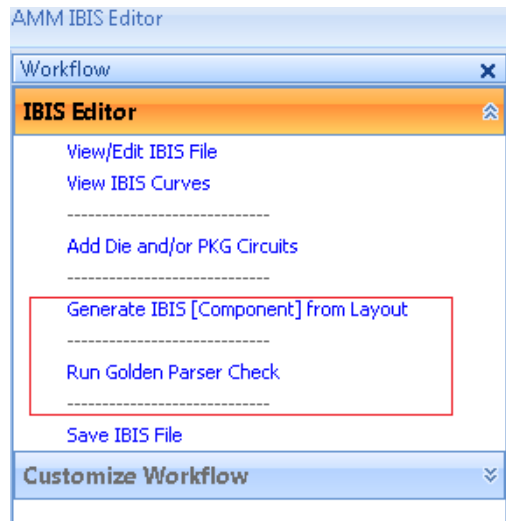 AMM IBIS Editor
Workflow
IBIS Editor
View/Edit IBIS File
View IBIS Curves
-----------------------------
Add Die and/or PKG Circuits
-----------------------------
Generate IBIS [Component] from Layout
-----------------------------
Run Golden Parser Check
-----------------------------
Save IBIS File
Customize Workflow